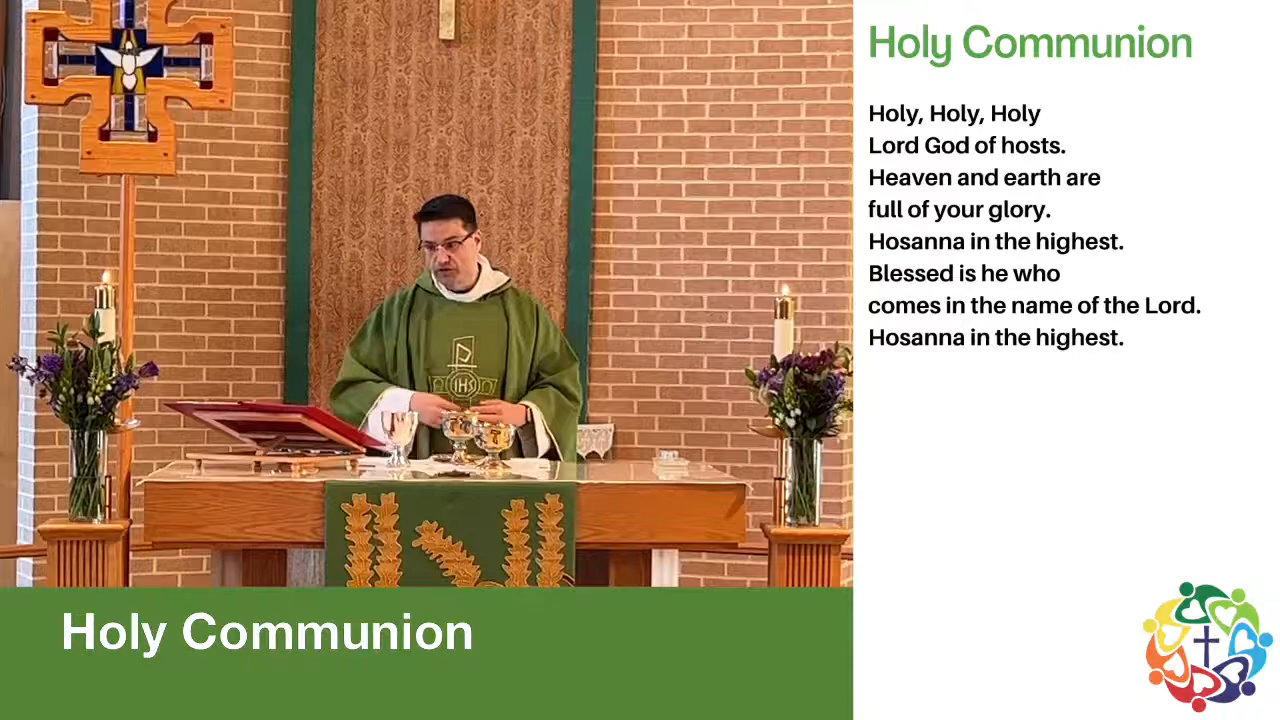 Holy Communion
Holy, Holy, Holy
Lord God of hosts.
Heaven and earth are
full of your glory.
Hosanna in the highest.
Blessed is he who
comes in the name of the Lord.
Hosanna in the highest.
IHS
Holy Communion